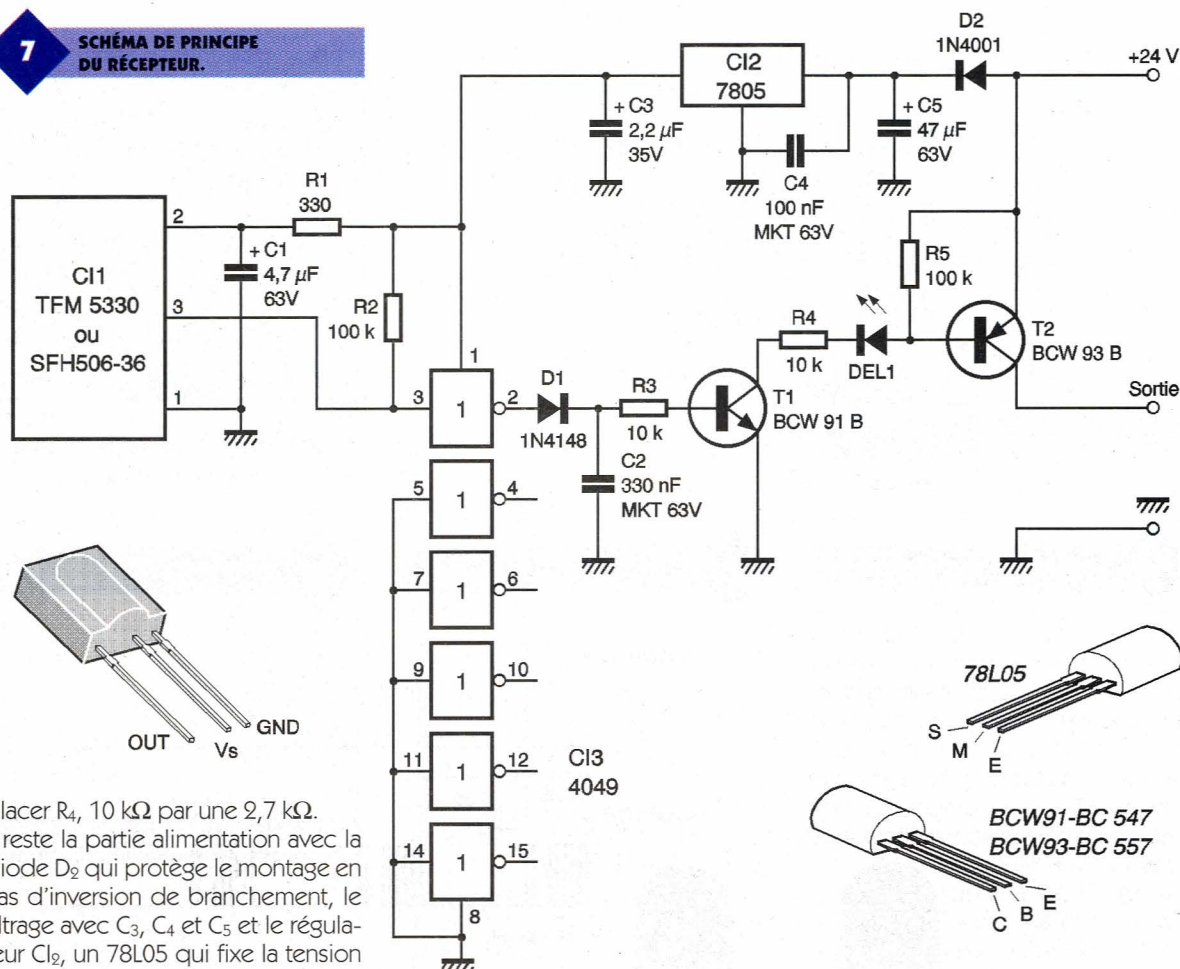 7
SCHÉMA DE PRINCIPE
DU RÉCEPTEUR.
D2
1N4001
+24 V
CI2
7805
+ C3
2,2 µF
35V
+ C5
47 µF
63V
C4
100 nF
MKT 63V
R1
330
2
+ C1
4,7 µF
63V
CI1
TFM 5330
ou
SFH506-36
3
1
R2
100 k
R5
100 k
R4
10 k
DEL1
T2
BCW 93 B
1
3
1
2
D1
1N4148
R3
10 k
T1
BCW 91 B
Sortie
C2
330 nF
MKT 63V
5
1
4
7
1
6
9
1
10
11
1
12
CI3
4049
14
1
15
8
OUT
Vs
GND
78L05
S
M
E
BCW91-BC 547
BCW93-BC 557
E
B
C
placer R4, 10 kΩ par une 2,7 kΩ.
reste la partie alimentation avec la
iode D2 qui protège le montage en
as d'inversion de branchement, le
ltrage avec C3, C4 et C5 et le régula-
eur CI2, un 78L05 qui fixe la tension